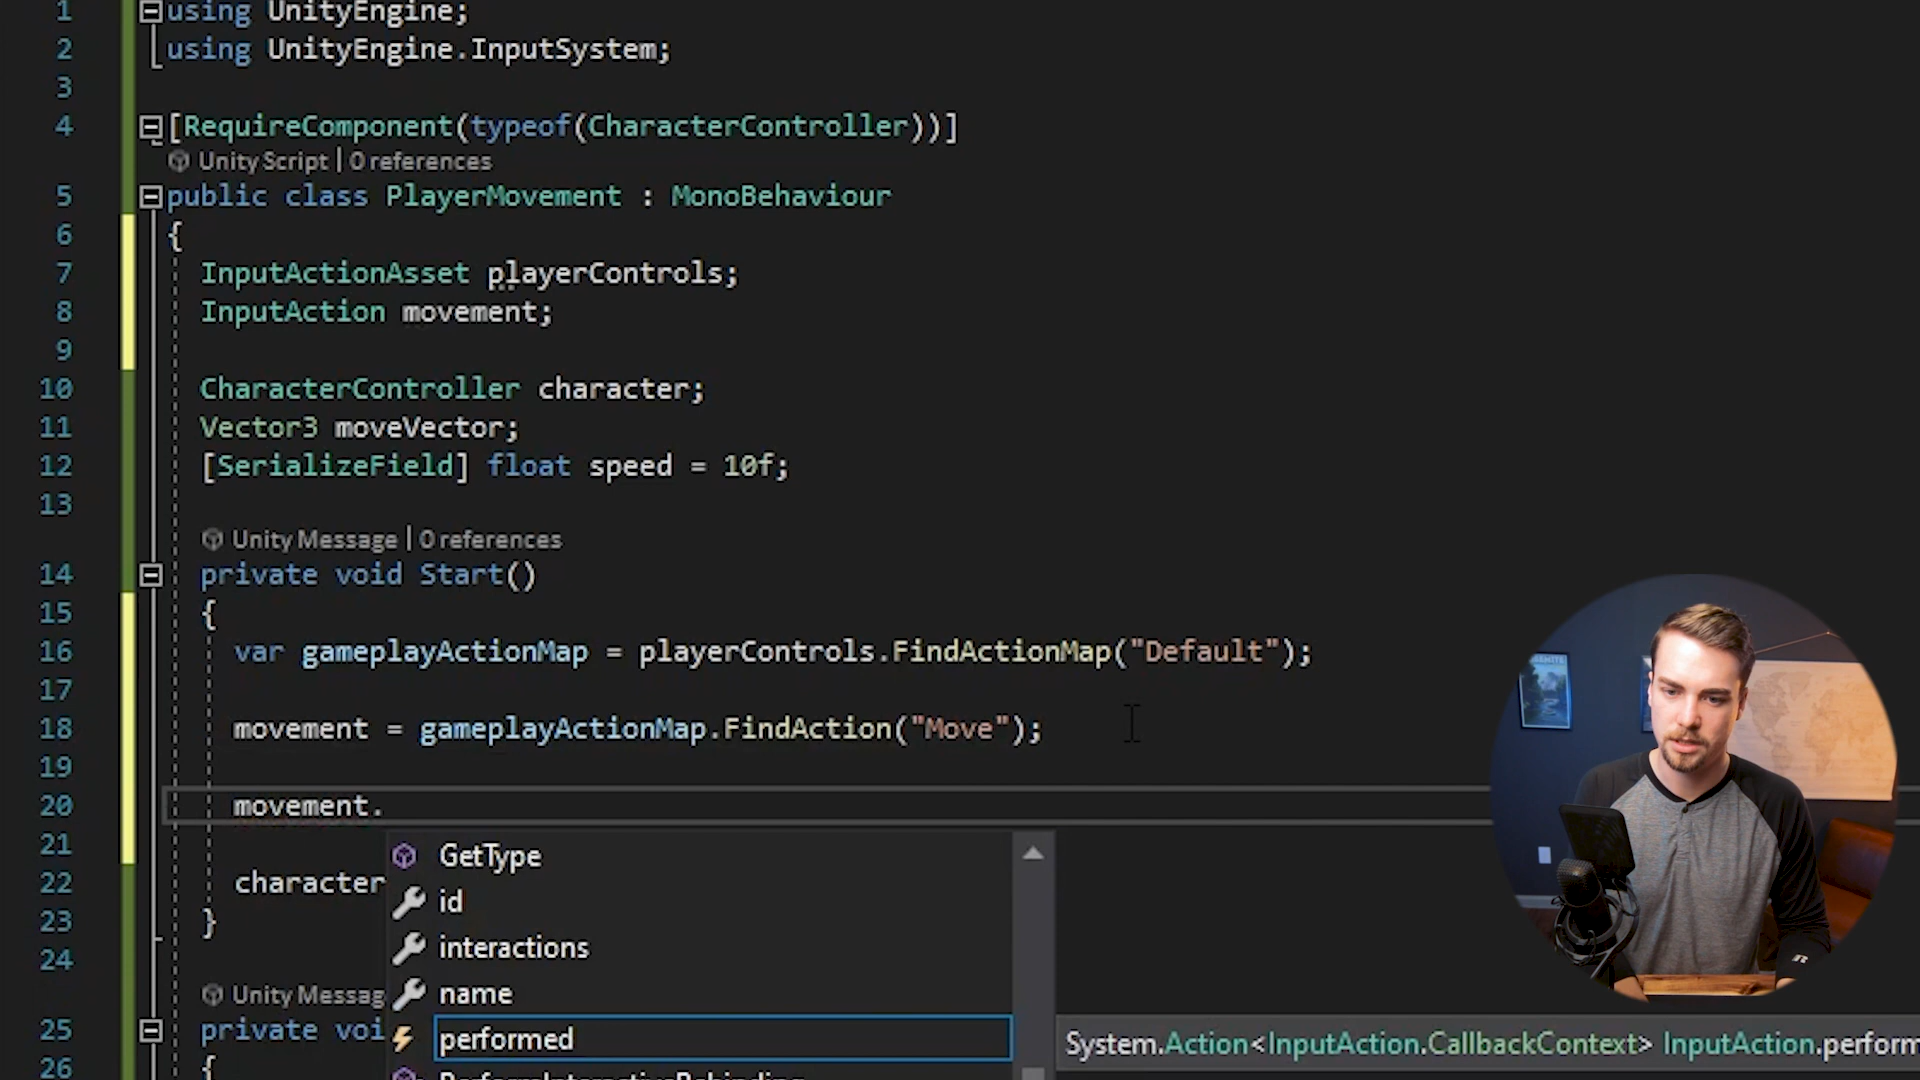 1 using UnityEngine;
2 using UnityEngine.InputSystem;
3
4 [RequireComponent(typeof(CharacterController))]
Unity Script | 0 references
5 public class PlayerMovement : MonoBehaviour
6 {
7 InputActionAsset playerControls;
8 InputAction movement;
9
10 CharacterController character;
11 Vector3 moveVector;
12 [SerializeField] float speed = 10f;
13
Unity Message | 0 references
14 private void Start()
15 {
16 var gameplayActionMap = playerControls.FindActionMap("Default");
17
18 movement = gameplayActionMap.FindAction("Move");
19
20 movement.
21
GetType
22 character
id
23 }
interactions
24
name
Unity Messag
25 private voi
performed
System.Action<InputAction.CallbackContext> InputAction.perform
26 {